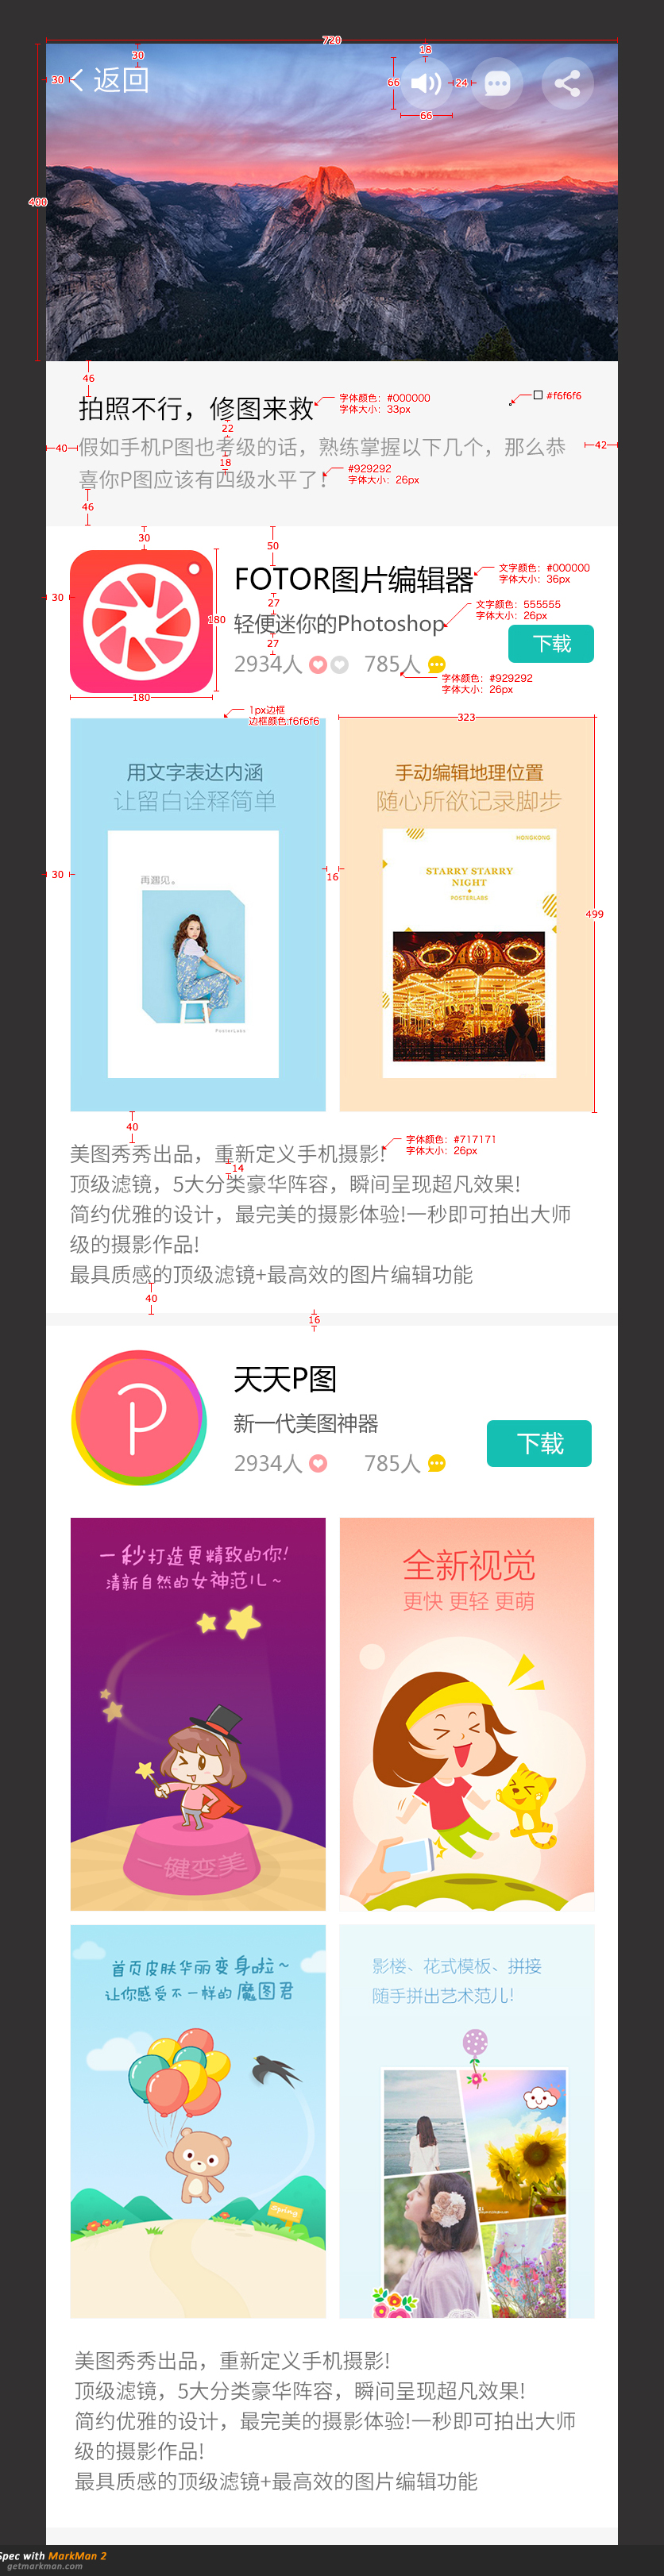 720
30
18
30
返回
66
24
66
400
46
拍照不行，修图来救
字体颜色：#000000
字体大小：33px
#f6f6f6
22
40
假如手机P图也考级的话，熟练掌握以下几个，那么恭
42
18
喜你P图应该有四级水平了！
#929292
字体大小：26px
46
30
50
FOTOR图片编辑器
文字颜色：#000000
字体大小：36px
30
180
27
轻便迷你的Photoshop
文字颜色：555555
字体大小：26px
27
下载
2934人
785人
字体颜色：#929292
字体大小：26px
180
1px边框
边框颜色:f6f6f6
323
用文字表达内涵
让留白诠释简单
手动编辑地理位置
随心所欲记录脚步
HONGKONG
STARRY STARRY
NIGHT
POSTERLABS
30
16
再遇见。
499
POSTERLABS
40
美图秀秀出品，重新定义手机摄影!
字体颜色：#717171
字体大小：26px
14
顶级滤镜，5大分类豪华阵容，瞬间呈现超凡效果!
简约优雅的设计，最完美的摄影体验!一秒即可拍出大师
级的摄影作品!
最具质感的顶级滤镜+最高效的图片编辑功能
40
16
P
天天P图
新一代美图神器
下载
2934人
785人
一秒打造更精致的你!
清新自然的女神范儿~
一键变美
全新视觉
更快 更轻 更萌
首页皮肤华丽变身啦~
让你感受不一样的魔图君
Spring
影楼、花式模板、拼接
随手拼出艺术范儿!
美图秀秀出品，重新定义手机摄影!
顶级滤镜，5大分类豪华阵容，瞬间呈现超凡效果!
简约优雅的设计，最完美的摄影体验!一秒即可拍出大师
级的摄影作品!
最具质感的顶级滤镜+最高效的图片编辑功能
Spec with MarkMan 2
getmarkman.com